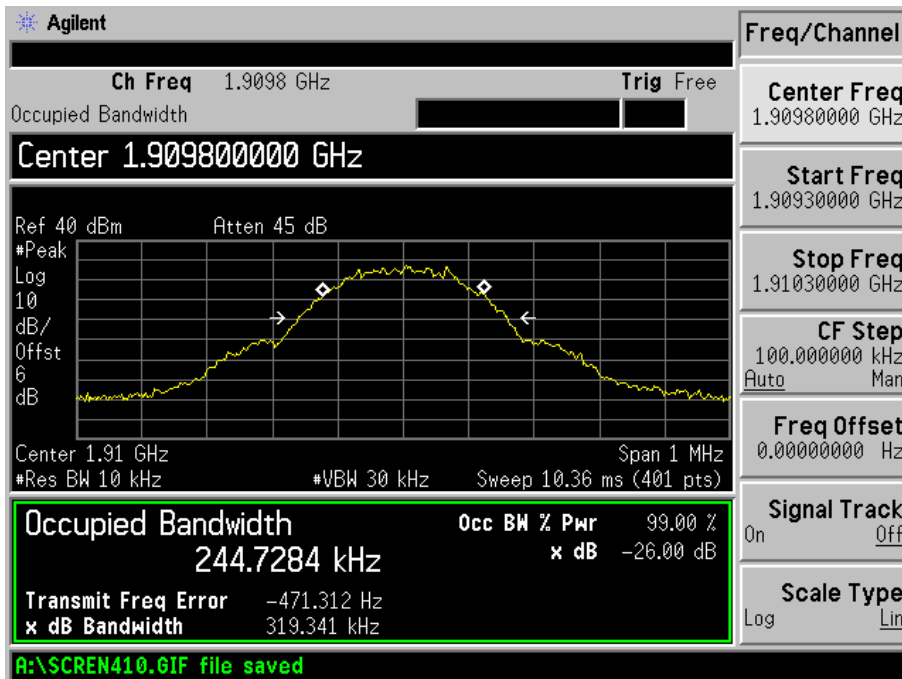 Agilent
Freq/Channel
Ch Freq 1.9098 GHz Trig Free
Occupied Bandwidth
Center 1.909800000 GHz
Ref 40 dBm Atten 45 dB
#Peak
Log
10
dB/
Offst
6
dB
Center 1.91 GHz Span 1 MHz
#Res BW 10 kHz #VBW 30 kHz Sweep 10.36 ms (401 pts)
Occupied Bandwidth
244.7284 kHz
Occ BW % Pwr 99.00 %
x dB -26.00 dB
Transmit Freq Error -471.312 Hz
x dB Bandwidth 319.341 kHz
A:\SCREN410.GIF file saved
Center Freq
1.90980000 GHz
Start Freq
1.90930000 GHz
Stop Freq
1.91030000 GHz
CF Step
100.000000 kHz
Auto Man
Freq Offset
0.00000000 Hz
Signal Track
On Off
Scale Type
Log Lin